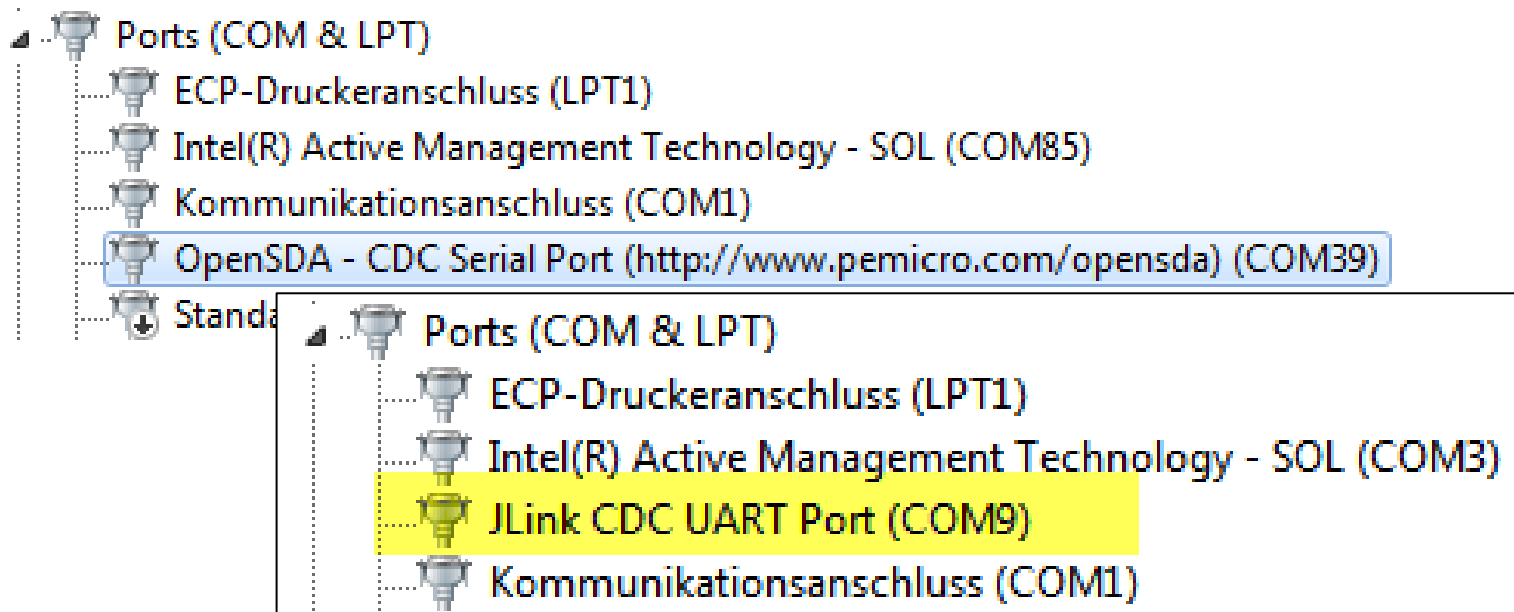 Ports (COM & LPT)
ECP-Druckeranschluss (LPT1)
Intel(R) Active Management Technology - SOL (COM85)
Kommunikationsanschluss (COM1)
OpenSDA - CDC Serial Port (http://www.pemicro.com/opensda) (COM39)
Ports (COM & LPT)
ECP-Druckeranschluss (LPT1)
Intel(R) Active Management Technology - SOL (COM3)
JLink CDC UART Port (COM9)
Kommunikationsanschluss (COM1)